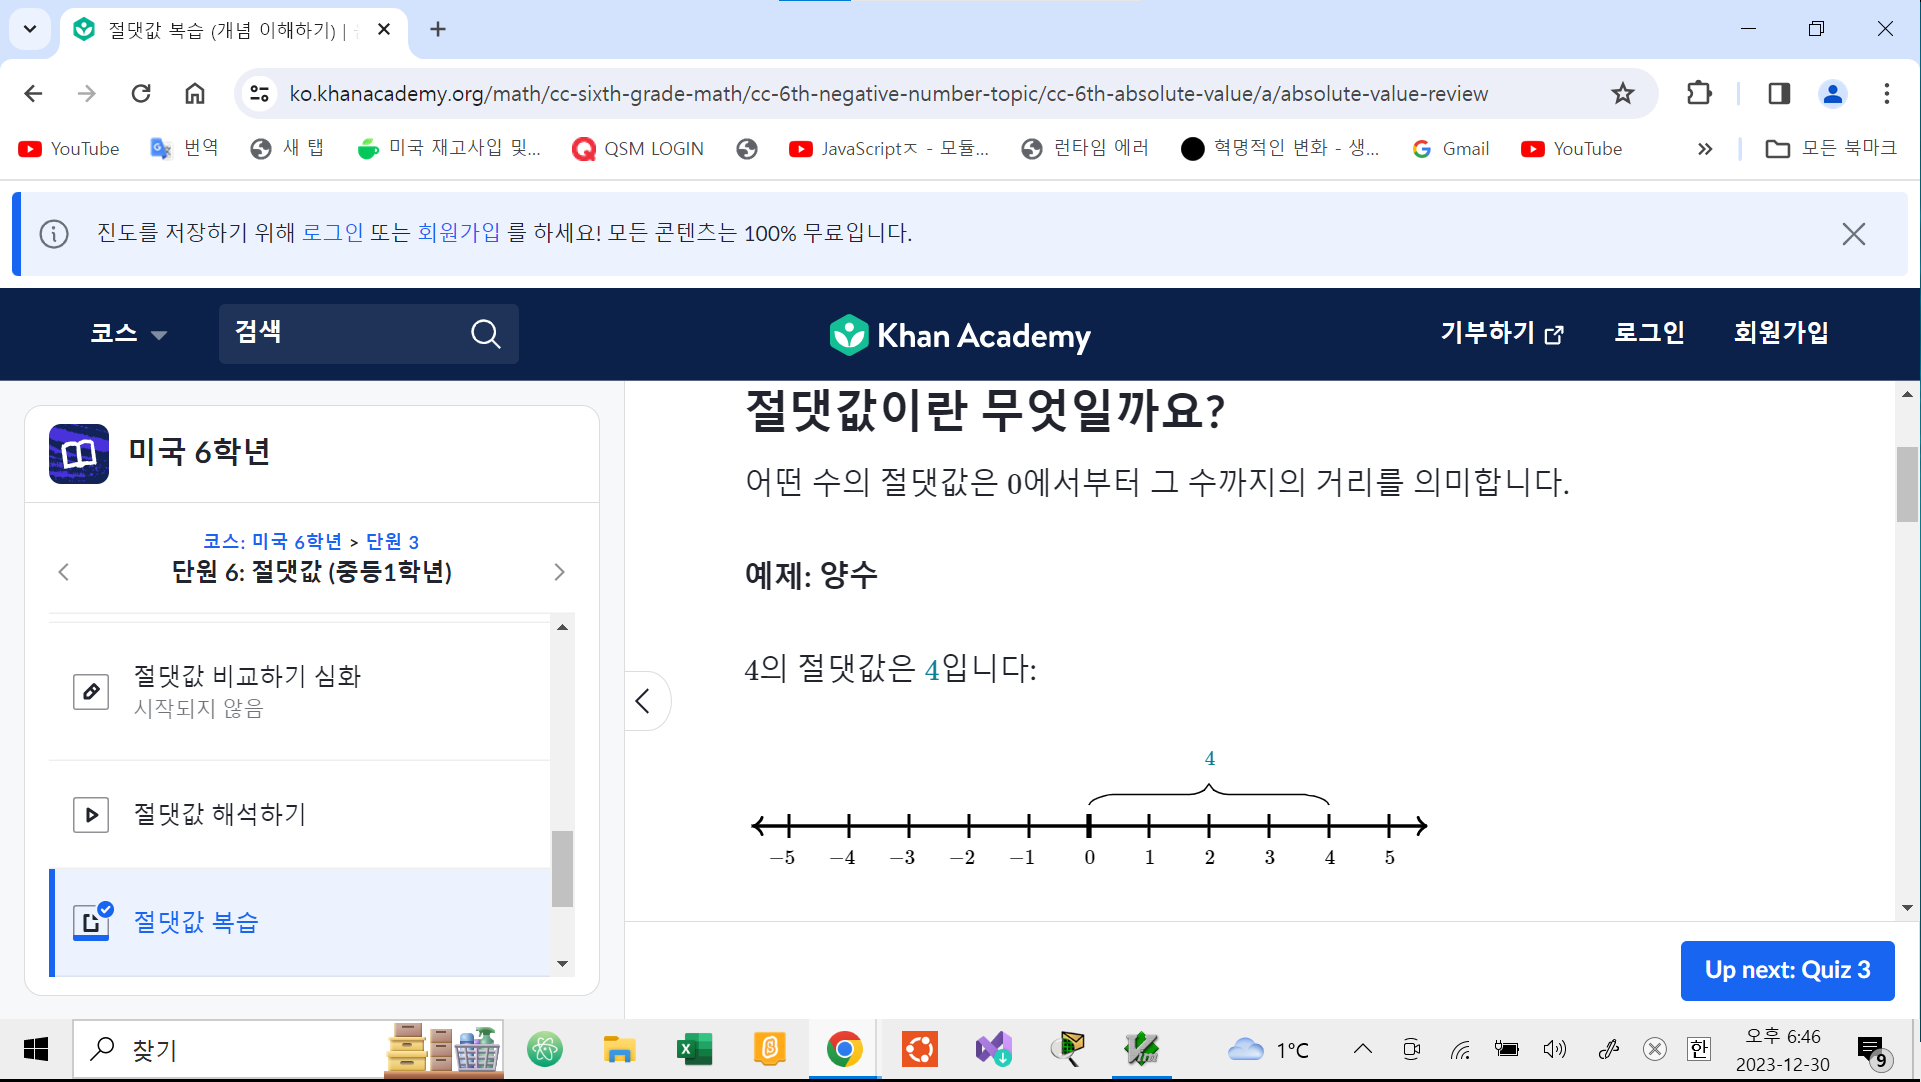 절댓값 복습 (개념 이해하기) |
ko.khanacademy.org/math/cc-sixth-grade-math/cc-6th-negative-number-topic/cc-6th-absolute-value/a/absolute-value-review
YouTube 번역 새 탭 미국 재고사입 및... QSM LOGIN JavaScriptㅈ - 모듈... 런타임 에러 혁명적인 변화 - 생... Gmail YouTube » 모든 북마크
진도를 저장하기 위해 로그인 또는 회원가입 를 하세요! 모든 콘텐츠는 100% 무료입니다.
코스 검색 Khan Academy 기부하기 로그인 회원가입
미국 6학년
코스: 미국 6학년 > 단원 3
단원 6: 절댓값 (중등1학년)
절댓값 비교하기 심화
시작되지 않음
절댓값 해석하기
절댓값 복습
절댓값이란 무엇일까요?
어떤 수의 절댓값은 0에서부터 그 수까지의 거리를 의미합니다.
예제: 양수
4의 절댓값은 4입니다:
4
−5 −4 −3 −2 −1 0 1 2 3 4 5
Up next: Quiz 3
찾기
1°C
한
오후 6:46
2023-12-30
9